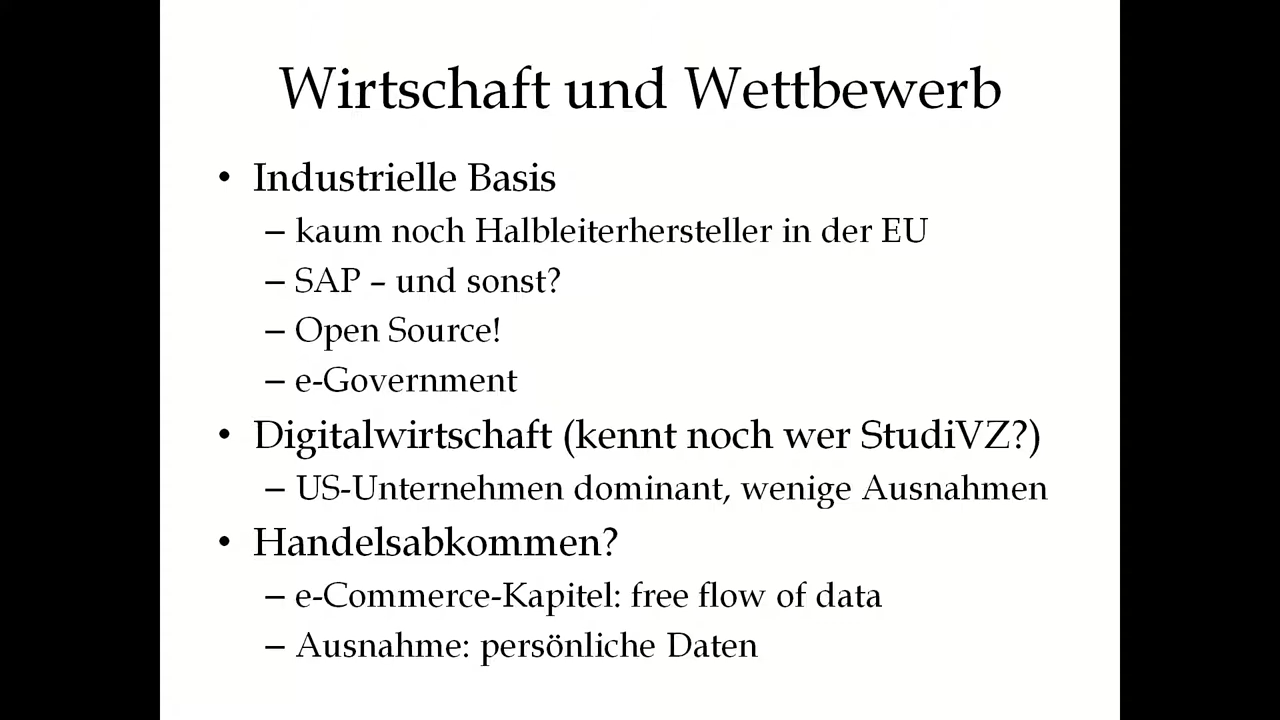 Wirtschaft und Wettbewerb
• Industrielle Basis
– kaum noch Halbleiterhersteller in der EU
– SAP – und sonst?
– Open Source!
– e-Government
• Digitalwirtschaft (kennt noch wer StudiVZ?)
– US-Unternehmen dominant, wenige Ausnahmen
• Handelsabkommen?
– e-Commerce-Kapitel: free flow of data
– Ausnahme: persönliche Daten